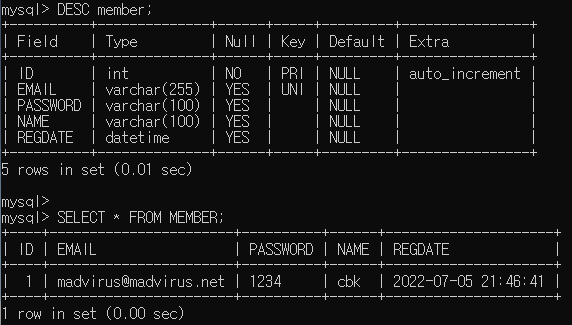 mysql> DESC member;
+----------+--------------+------+-----+---------+----------------+
| Field    | Type         | Null | Key | Default | Extra          |
+----------+--------------+------+-----+---------+----------------+
| ID       | int          | NO   | PRI | NULL    | auto_increment |
| EMAIL    | varchar(255) | YES  | UNI | NULL    |                |
| PASSWORD | varchar(100) | YES  |     | NULL    |                |
| NAME     | varchar(100) | YES  |     | NULL    |                |
| REGDATE  | datetime     | YES  |     | NULL    |                |
+----------+--------------+------+-----+---------+----------------+
5 rows in set (0.01 sec)
mysql>
mysql> SELECT * FROM MEMBER;
+----+-----------------------+----------+------+---------------------+
| ID | EMAIL                 | PASSWORD | NAME | REGDATE             |
+----+-----------------------+----------+------+---------------------+
|  1 | madvirus@madvirus.net | 1234     | cbk  | 2022-07-05 21:46:41 |
+----+-----------------------+----------+------+---------------------+
1 row in set (0.00 sec)